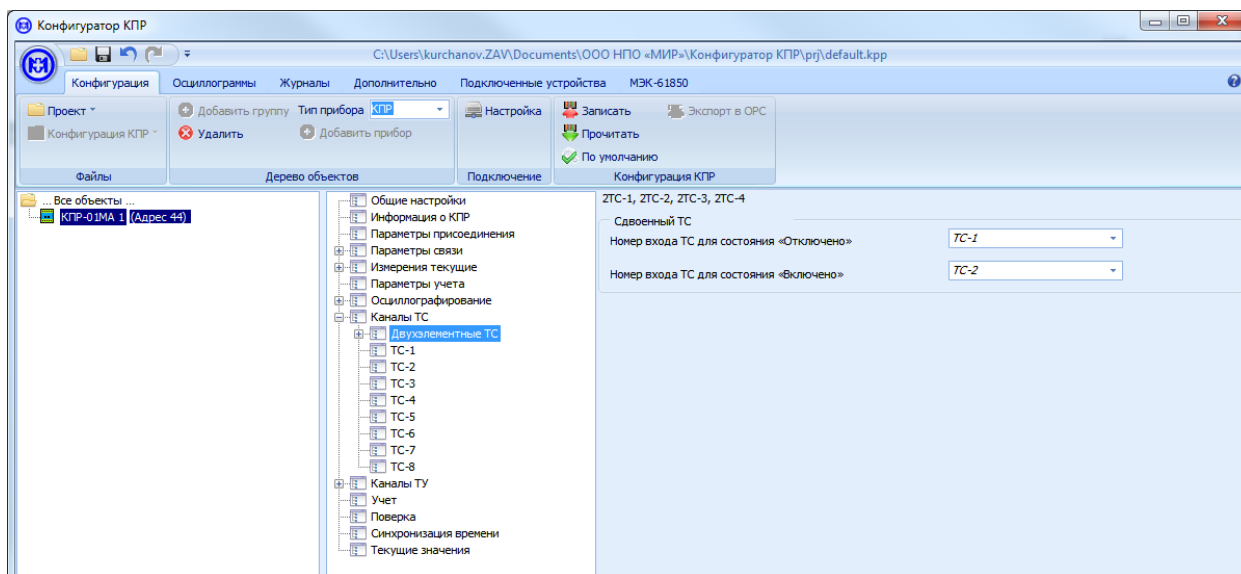 Конфигуратор КПР
C:\Users\kurchanov.ZAV\Documents\ООО НПО «МИР»\Конфигуратор КПР\prj\default.kpp
Конфигурация Осциллограммы Журналы Дополнительно Подключенные устройства МЭК-61850
Проект Добавить группу Тип прибора КПР Настройка Записать Экспорт в OPC
Конфигурация КПР Удалить Добавить прибор Прочитать
По умолчанию
Файлы Дерево объектов Подключение Конфигурация КПР
... Все объекты ...
КПР-01МА 1 (Адрес 44)
Общие настройки
Информация о КПР
Параметры присоединения
Параметры связи
Измерения текущие
Параметры учета
Осциллографирование
Каналы ТС
Двухэлементные ТС
ТС-1
ТС-2
ТС-3
ТС-4
ТС-5
ТС-6
ТС-7
ТС-8
Каналы ТУ
Учет
Поверка
Синхронизация времени
Текущие значения
2ТС-1, 2ТС-2, 2ТС-3, 2ТС-4
Сдвоенный ТС
Номер входа ТС для состояния «Отключено» ТС-1
Номер входа ТС для состояния «Включено» ТС-2